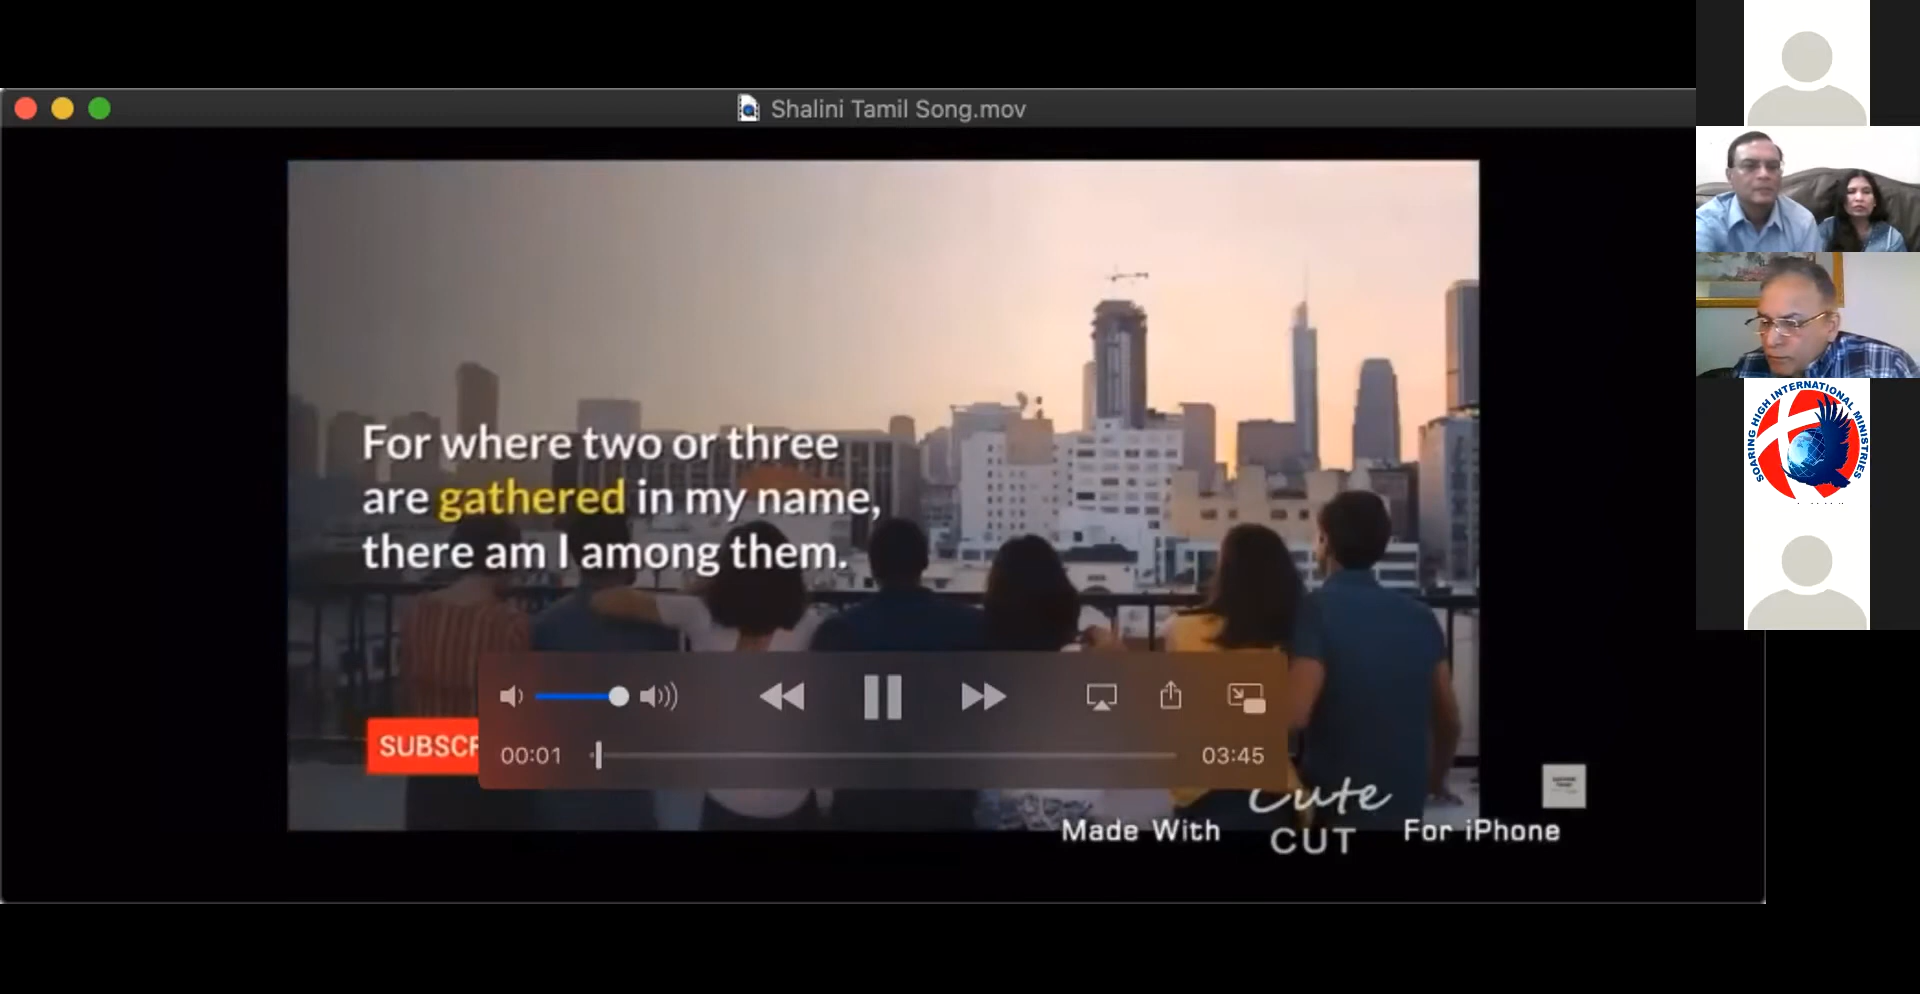 Shalini Tamil Song.mov
For where two or three
are gathered in my name,
there am I among them.
SUBSCR
00:01
03:45
Made With
Cute
CUT
For iPhone
SOARING HIGH INTERNATIONAL MINISTRIES